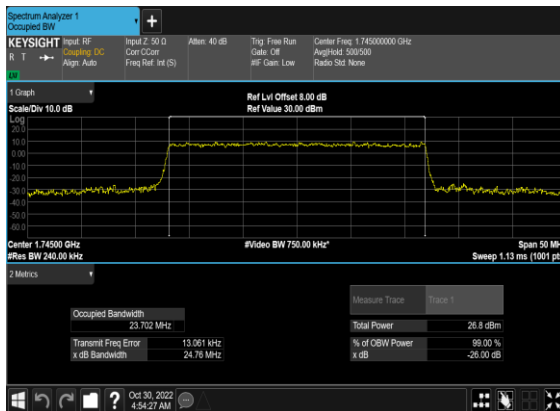 Spectrum Analyzer 1
Occupied BW
KEYSIGHT
R T
Input: RF
Coupling: DC
Align: Auto
Input Z: 50 Ω
Corr CCorr
Freq Ref: Int (S)
Atten: 40 dB
Trig: Free Run
Gate: Off
#IF Gain: Low
Center Freq: 1.745000000 GHz
Avg|Hold: 500/500
Radio Std: None
1 Graph
Scale/Div 10.0 dB
Ref Lvl Offset 8.00 dB
Ref Value 30.00 dBm
Log
20.0
10.0
0.00
-10.0
-20.0
-30.0
-40.0
-50.0
-60.0
Center 1.74500 GHz
#Res BW 240.00 kHz
#Video BW 750.00 kHz*
Span 50 MH
Sweep 1.13 ms (1001 pt
2 Metrics
Measure Trace
Trace 1
Occupied Bandwidth
23.702 MHz
Total Power
26.8 dBm
Transmit Freq Error
13.061 kHz
% of OBW Power
99.00 %
x dB Bandwidth
24.76 MHz
x dB
-26.00 dB
Oct 30, 2022
4:54:27 AM